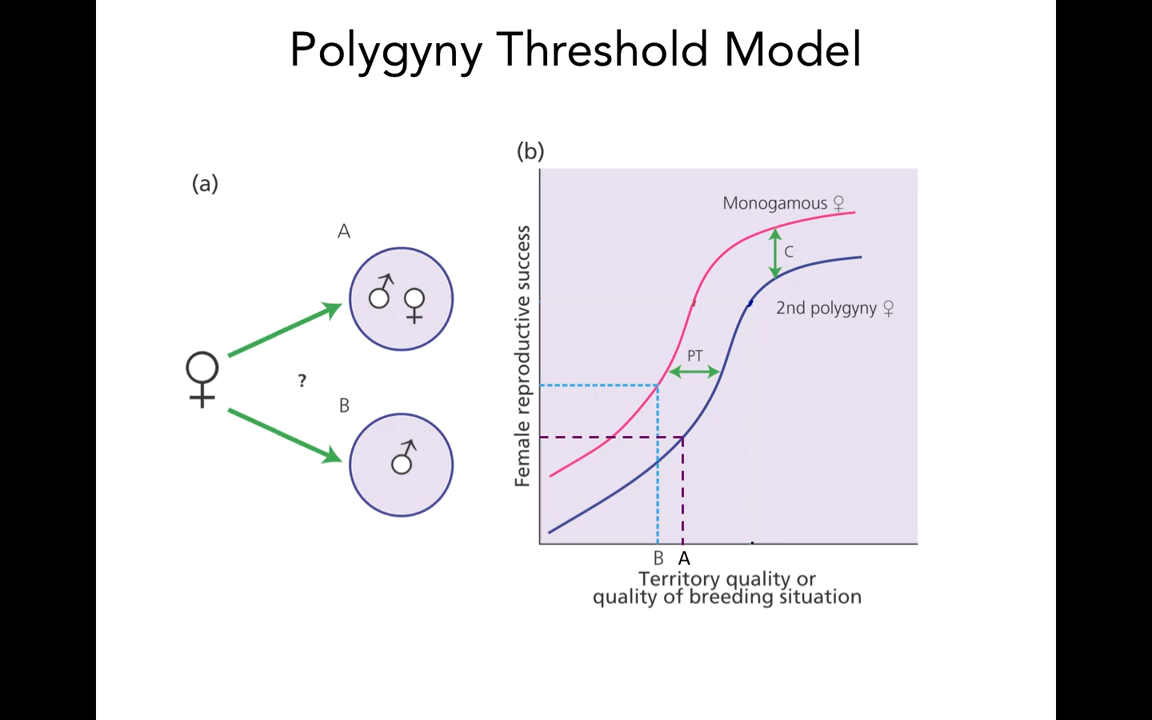 Polygyny Threshold Model
(a)
A
?
B
(b)
Female reproductive success
Monogamous ♀
C
2nd polygyny ♀
PT
B A
Territory quality or
quality of breeding situation